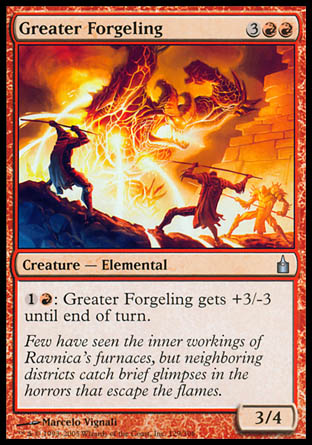 Greater Forgeling 3
Creature — Elemental
1 : Greater Forgeling gets +3/-3
until end of turn.
Few have seen the inner workings of
Ravnica's furnaces, but neighboring
districts catch brief glimpses in the
horrors that escape the flames.
Marcelo Vignali
3/4